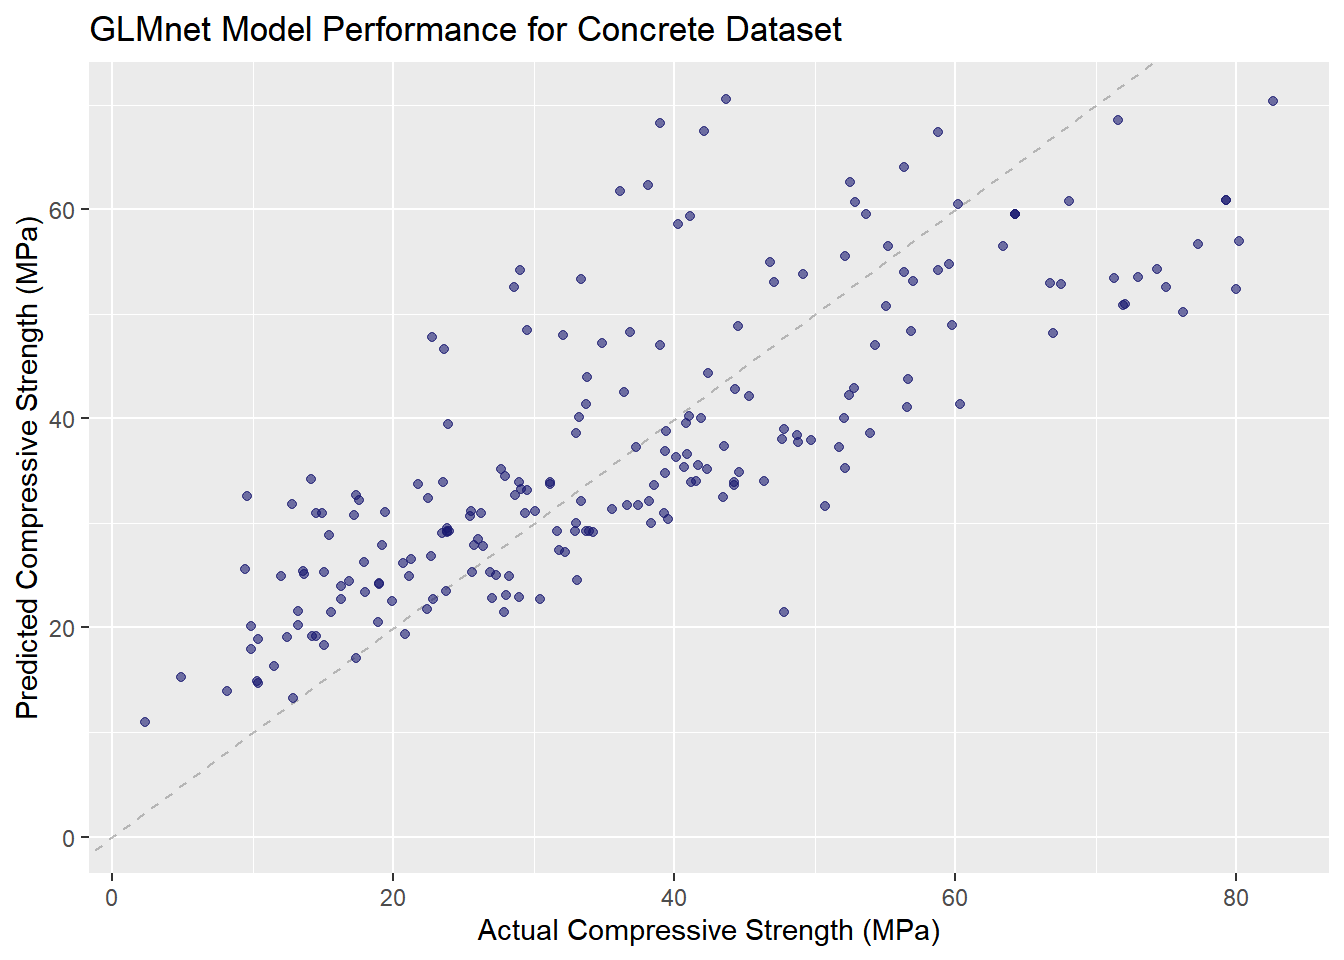 GLMnet Model Performance for Concrete Dataset
Predicted Compressive Strength (MPa)
60
40
20
0
0 20 40 60 80
Actual Compressive Strength (MPa)